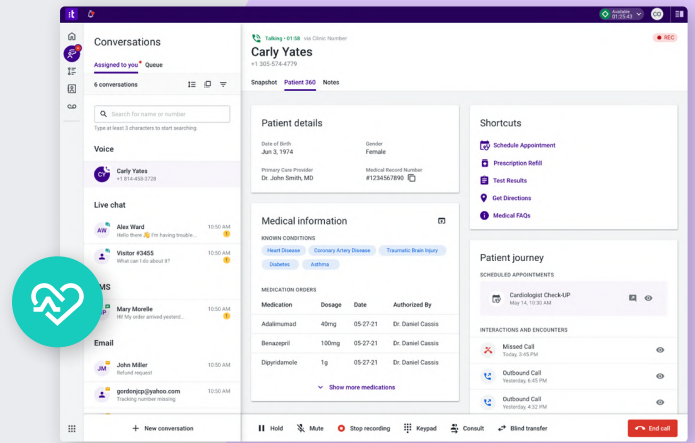 it
Available
01:25:43
CO
Conversations
Assigned to you
Queue
6 conversations
Search for name or number
Type at least 3 characters to start searching
Voice
CY
Carly Yates
+1 814-450-3728
Live chat
AW
Alex Ward
10:50 AM
Hello there 👋 I'm having trouble...
1
Visitor #3455
10:50 AM
What can I do about it?
1
MS
P
Mary Morelle
10:50 AM
Hi! My order arrived yesterd...
1
Email
JM
John Miller
10:50 AM
Refund request
gordonjcp@yahoo.com
10:50 AM
Tracking number missing
+ New conversation
Talking • 01:58 via Clinic Number
REC
Carly Yates
+1 305-574-4779
Snapshot
Patient 360
Notes
Patient details
Date of Birth
Gender
Jun 3, 1974
Female
Primary Care Provider
Medical Record Number
Dr. John Smith, MD
#1234567890
Medical information
KNOWN CONDITIONS
Heart Disease
Coronary Artery Disease
Traumatic Brain Injury
Diabetes
Asthma
MEDICATION ORDERS
Medication Dosage Date Authorized By
Adalimumad 40mg 05-27-21 Dr. Daniel Cassis
Benazepril 100mg 05-27-21 Dr. Daniel Cassis
Dipyridamole 1g 05-27-21 Dr. Daniel Cassis
Show more medications
Shortcuts
Schedule Appointment
Prescription Refill
Test Results
Get Directions
Medical FAQs
Patient journey
SCHEDULED APPOINTMENTS
Cardiologist Check-UP
May 14, 10:30 AM
INTERACTIONS AND ENCOUNTERS
Missed Call
Today, 3:45 PM
Outbound Call
Yesterday, 6:45 PM
Outbound Call
Yesterday, 4:32 PM
Hold
Mute
Stop recording
Keypad
Consult
Blind transfer
End call